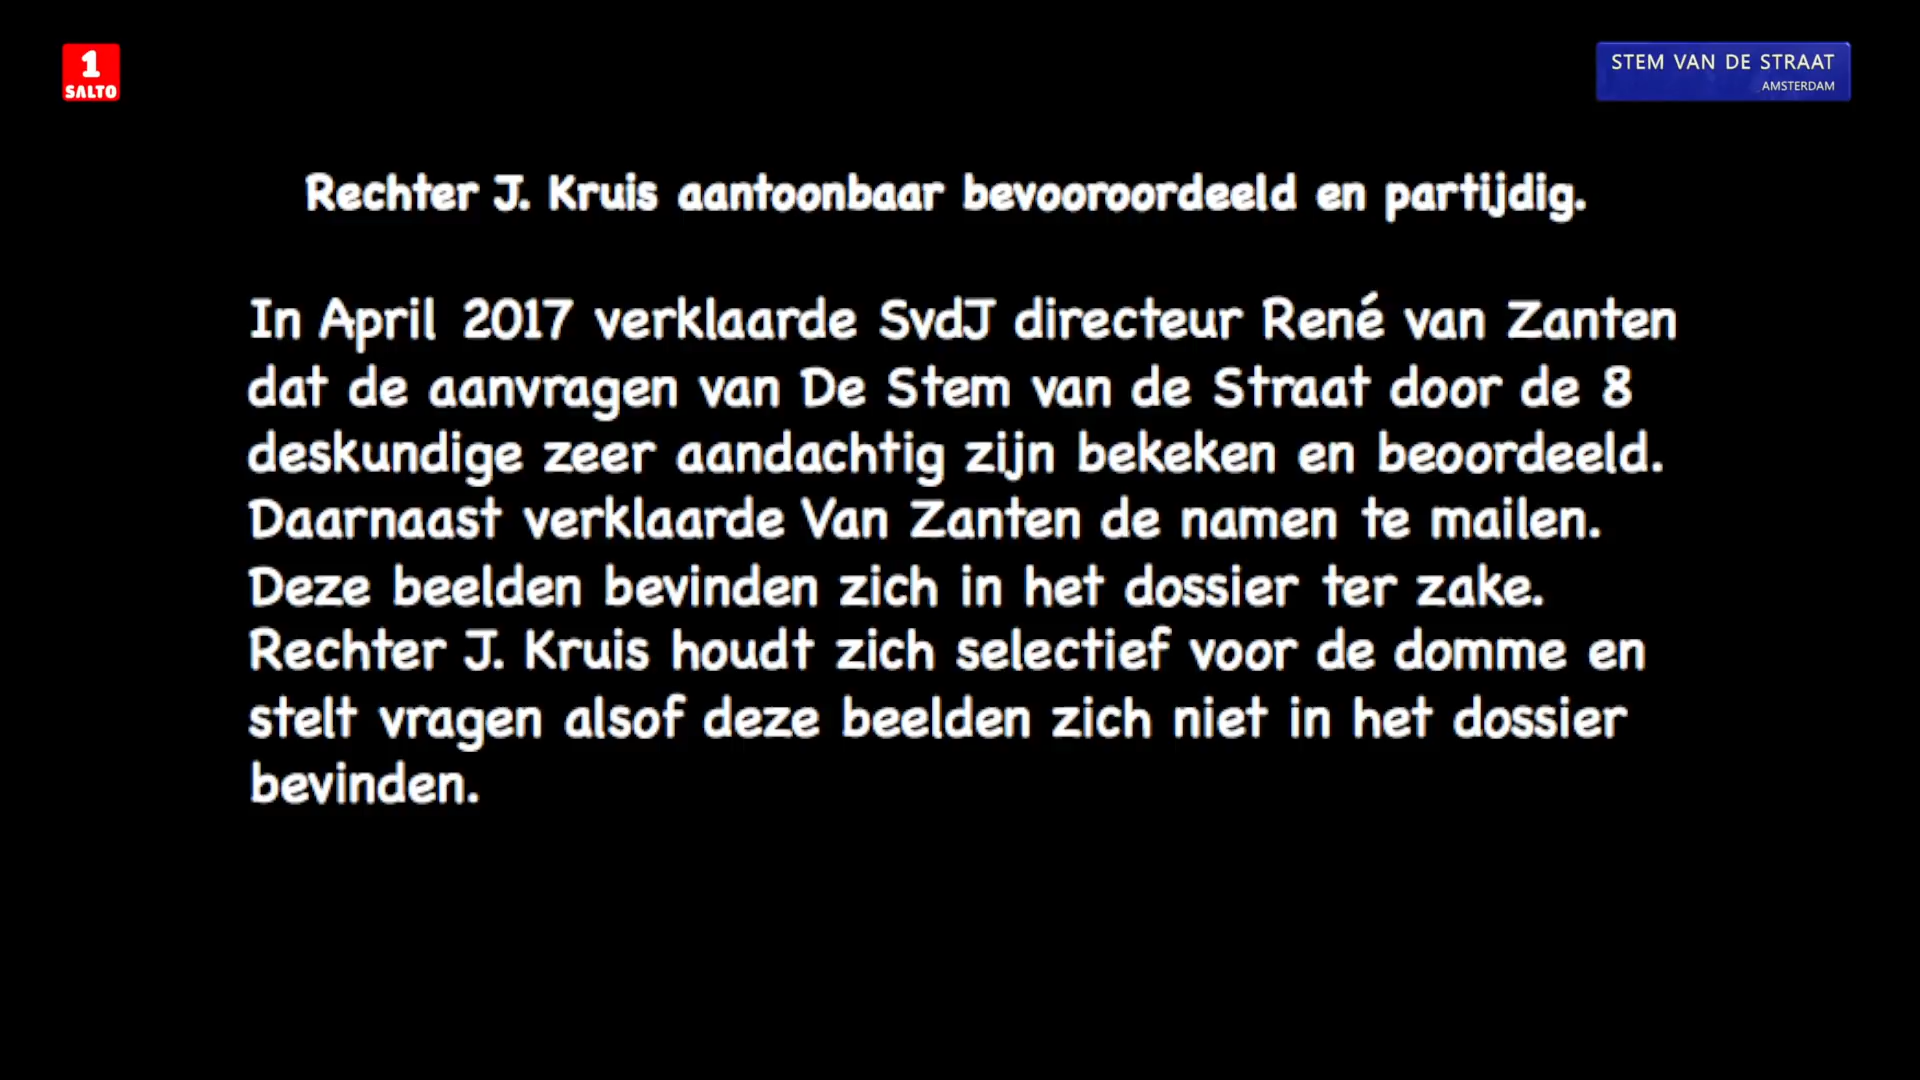 1
SALTO
STEM VAN DE STRAAT
AMSTERDAM
Rechter J. Kruis aantoonbaar bevooroordeeld en partijdig.
In April 2017 verklaarde SvdJ directeur René van Zanten
dat de aanvragen van De Stem van de Straat door de 8
deskundige zeer aandachtig zijn bekeken en beoordeeld.
Daarnaast verklaarde Van Zanten de namen te mailen.
Deze beelden bevinden zich in het dossier ter zake.
Rechter J. Kruis houdt zich selectief voor de domme en
stelt vragen alsof deze beelden zich niet in het dossier
bevinden.